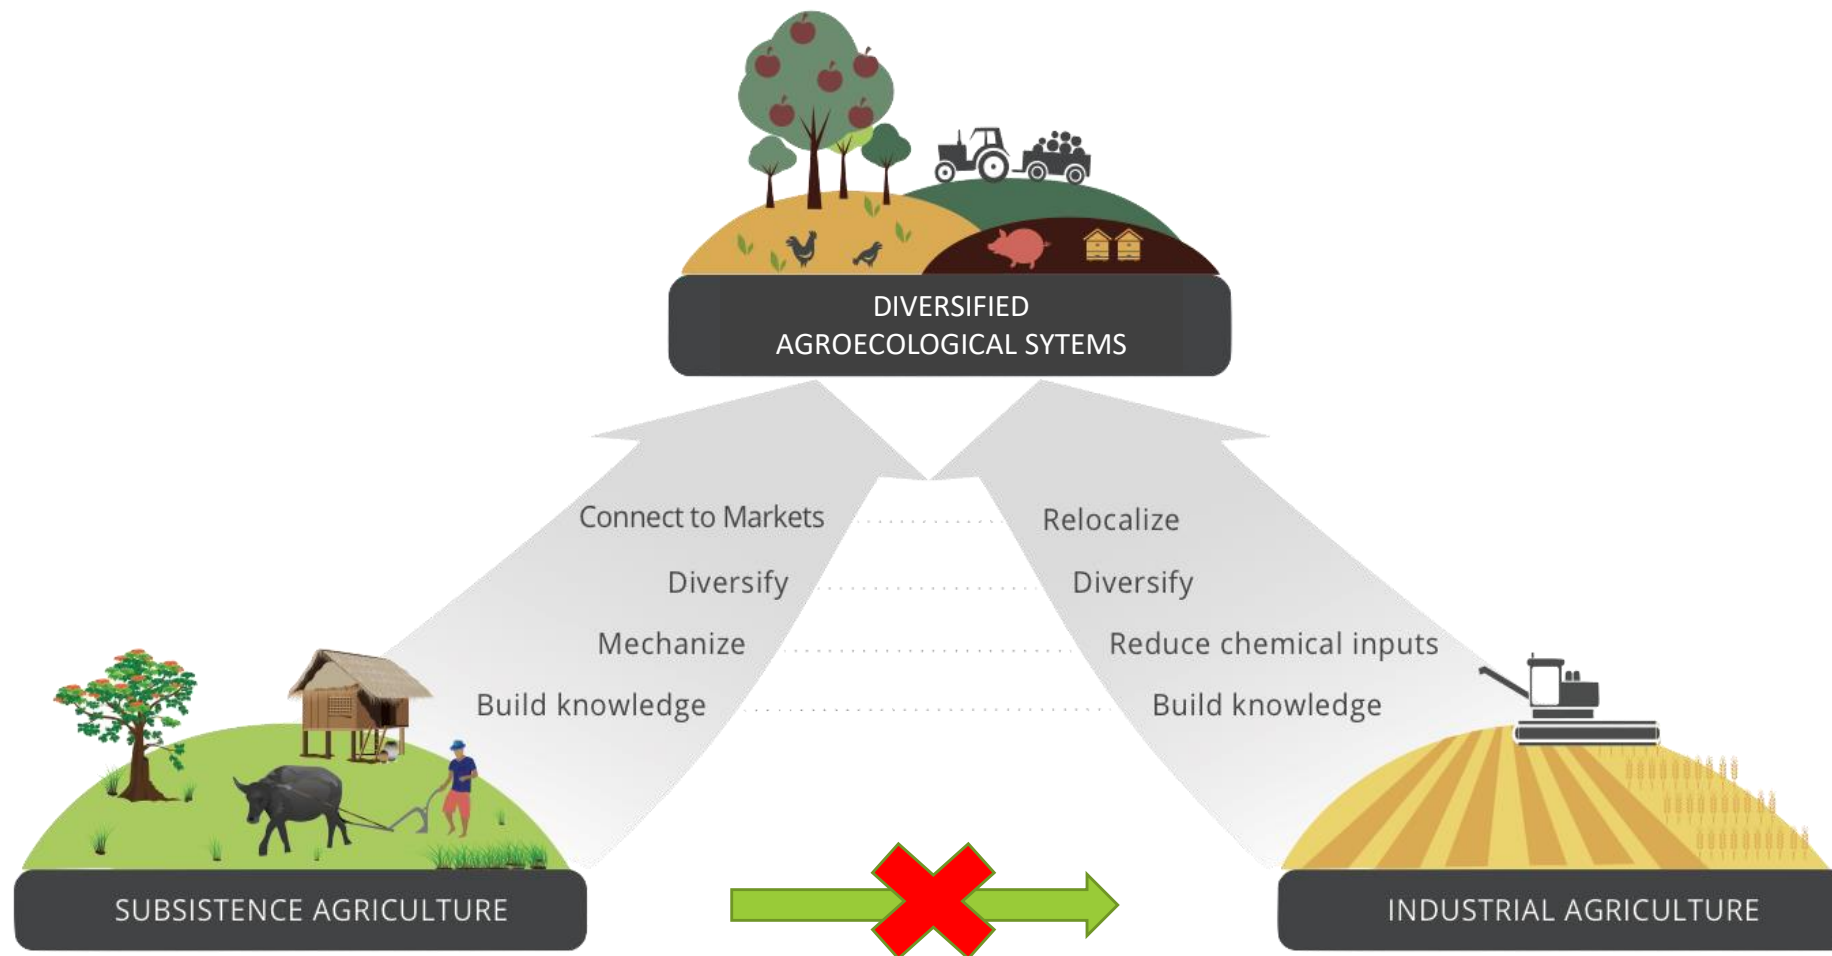 DIVERSIFIED
AGROECOLOGICAL SYTEMS
Connect to Markets
Diversify
Mechanize
Build knowledge
Relocalize
Diversify
Reduce chemical inputs
Build knowledge
SUBSISTENCE AGRICULTURE
INDUSTRIAL AGRICULTURE